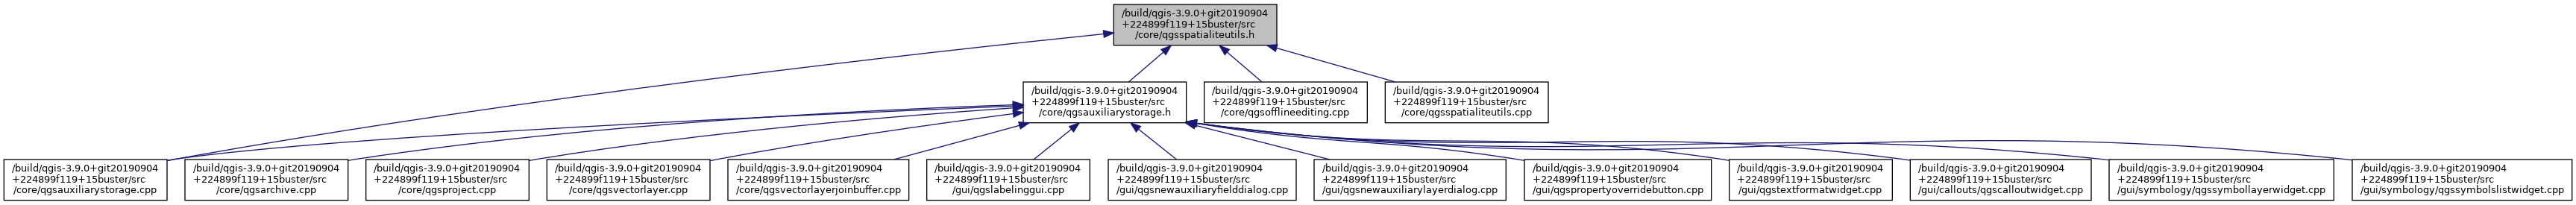 /build/qgis-3.9.0+git20190904
+224899f119+15buster/src
/core/qgsspatialiteutils.h
/build/qgis-3.9.0+git20190904
+224899f119+15buster/src
/core/qgsauxiliarystorage.h
/build/qgis-3.9.0+git20190904
+224899f119+15buster/src
/core/qgsofflineediting.cpp
/build/qgis-3.9.0+git20190904
+224899f119+15buster/src
/core/qgsspatialiteutils.cpp
/build/qgis-3.9.0+git20190904
+224899f119+15buster/src
/core/qgsauxiliarystorage.cpp
/build/qgis-3.9.0+git20190904
+224899f119+15buster/src
/core/qgsarchive.cpp
/build/qgis-3.9.0+git20190904
+224899f119+15buster/src
/core/qgsproject.cpp
/build/qgis-3.9.0+git20190904
+224899f119+15buster/src
/core/qgsvectorlayer.cpp
/build/qgis-3.9.0+git20190904
+224899f119+15buster/src
/core/qgsvectorlayerjoinbuffer.cpp
/build/qgis-3.9.0+git20190904
+224899f119+15buster/src
/gui/qgslabelinggui.cpp
/build/qgis-3.9.0+git20190904
+224899f119+15buster/src
/gui/qgsnewauxiliaryfielddialog.cpp
/build/qgis-3.9.0+git20190904
+224899f119+15buster/src
/gui/qgsnewauxiliarylayerdialog.cpp
/build/qgis-3.9.0+git20190904
+224899f119+15buster/src
/gui/qgspropertyoverridebutton.cpp
/build/qgis-3.9.0+git20190904
+224899f119+15buster/src
/gui/qgstextformatwidget.cpp
/build/qgis-3.9.0+git20190904
+224899f119+15buster/src
/gui/callouts/qgscalloutwidget.cpp
/build/qgis-3.9.0+git20190904
+224899f119+15buster/src
/gui/symbology/qgssymbollayerwidget.cpp
/build/qgis-3.9.0+git20190904
+224899f119+15buster/src
/gui/symbology/qgssymbolslistwidget.cpp